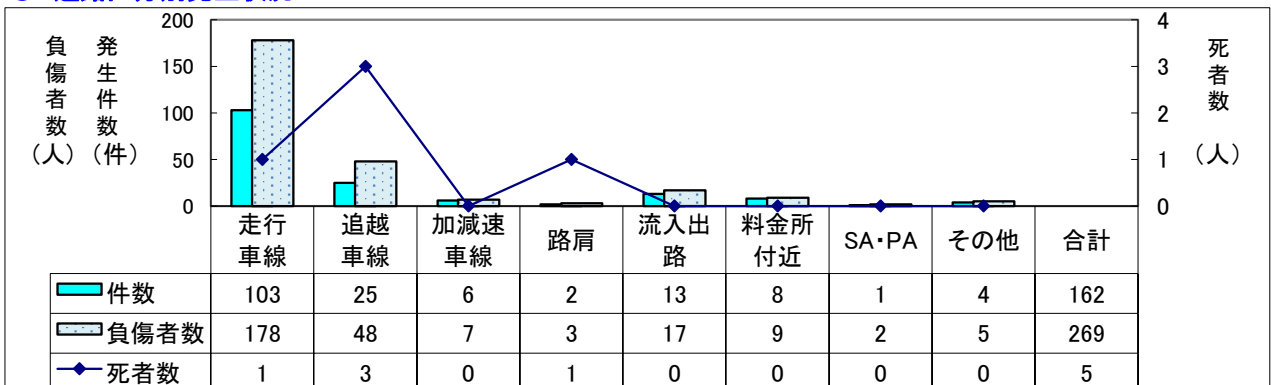 200
150
100
50
0
4
3
2
1
0
負傷者数（人）
発生件数（件）
死者数（人）
走行車線 追越車線 加減速車線 路肩 流入出路 料金所付近 SA・PA その他 合計
件数 103 25 6 2 13 8 1 4 162
負傷者数 178 48 7 3 17 9 2 5 269
死者数 1 3 0 1 0 0 0 0 5